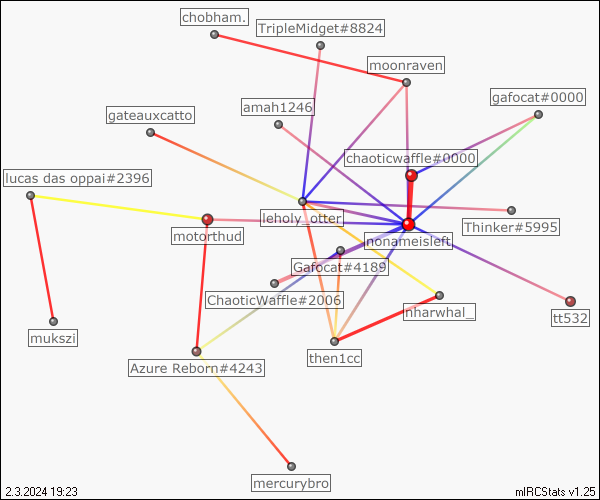 chobham.
TripleMidget#8824
moonraven
gafocat#0000
amah1246
gateauxcatto
chaoticwaffle#0000
lucas das oppai#2396
leholy_otter
Thinker#5995
motorthud
nonameisleft
Gafocat#4189
ChaoticWaffle#2006
nharwhal_
tt532
mukszi
then1cc
Azure Reborn#4243
mercurybro
2.3.2024 19:23
mIRCStats v1.25